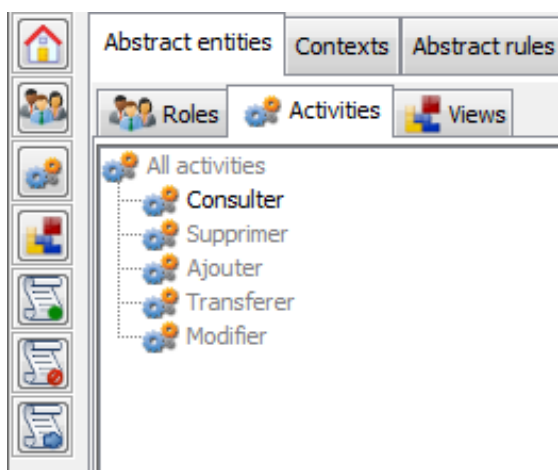 Abstract entities Contexts Abstract rules
Roles Activities Views
All activities
Consulter
Supprimer
Ajouter
Transferer
Modifier